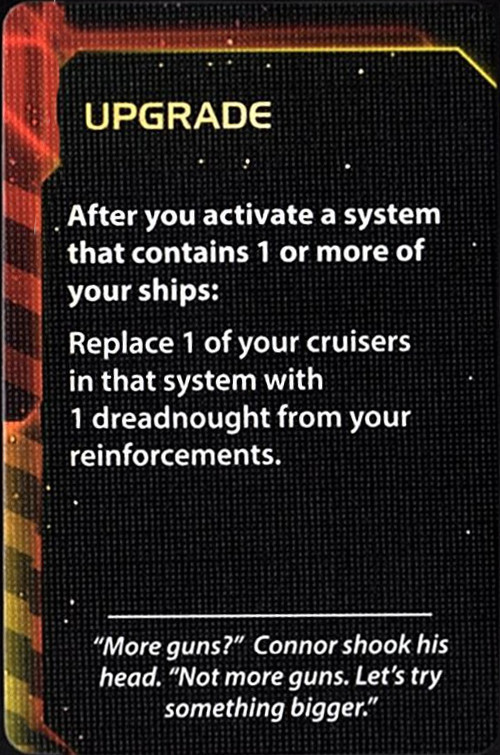 UPGRADE
After you activate a system
that contains 1 or more of
your ships:
Replace 1 of your cruisers
in that system with
1 dreadnought from your
reinforcements.
“More guns?” Connor shook his
head. “Not more guns. Let’s try
something bigger.”